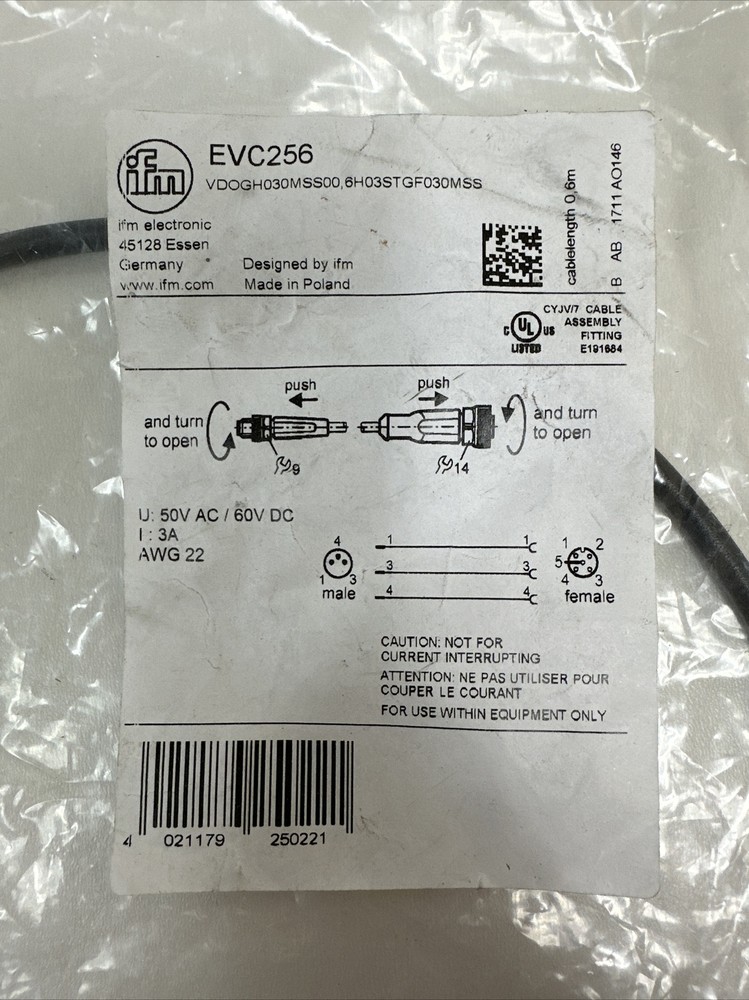 ifm
EVC256
VDOGH030MSS00,6H03STGF030MSS
ifm electronic
45128 Essen
Germany
www.ifm.com
Designed by ifm
Made in Poland
cablelength 0,6m
B AB 1711 AO146
CYJV/7 CABLE
ASSEMBLY
FITTING
E191684
C UL US
LISTED
push
push
and turn
to open
and turn
to open
9
14
U: 50V AC / 60V DC
I : 3A
AWG 22
4
1 3
male
1 1
3 3
4 4
1 2
5
4 3
female
CAUTION: NOT FOR
CURRENT INTERRUPTING
ATTENTION: NE PAS UTILISER POUR
COUPER LE COURANT
FOR USE WITHIN EQUIPMENT ONLY
4 021179 250221